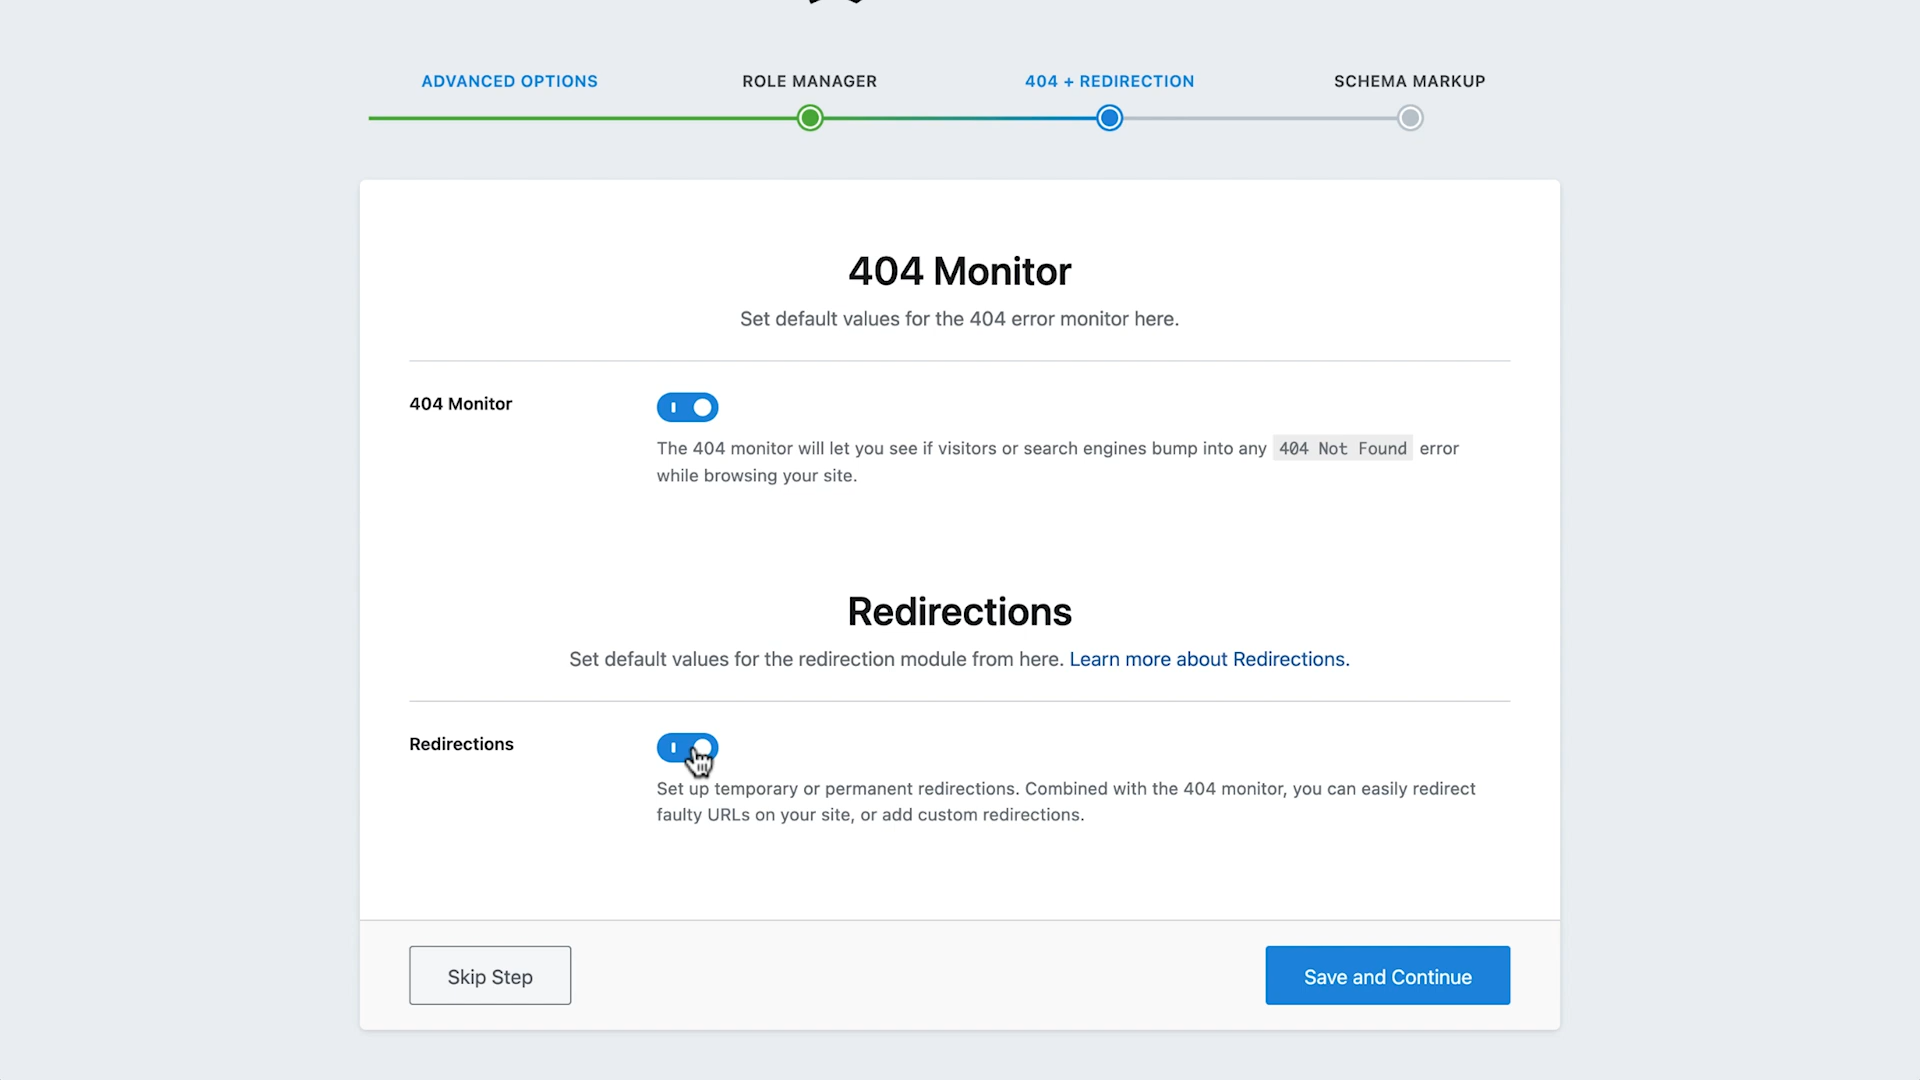 ADVANCED OPTIONS
ROLE MANAGER
404 + REDIRECTION
SCHEMA MARKUP
404 Monitor
Set default values for the 404 error monitor here.
404 Monitor
The 404 monitor will let you see if visitors or search engines bump into any 404 Not Found error
while browsing your site.
Redirections
Set default values for the redirection module from here. Learn more about Redirections.
Redirections
Set up temporary or permanent redirections. Combined with the 404 monitor, you can easily redirect
faulty URLs on your site, or add custom redirections.
Skip Step
Save and Continue